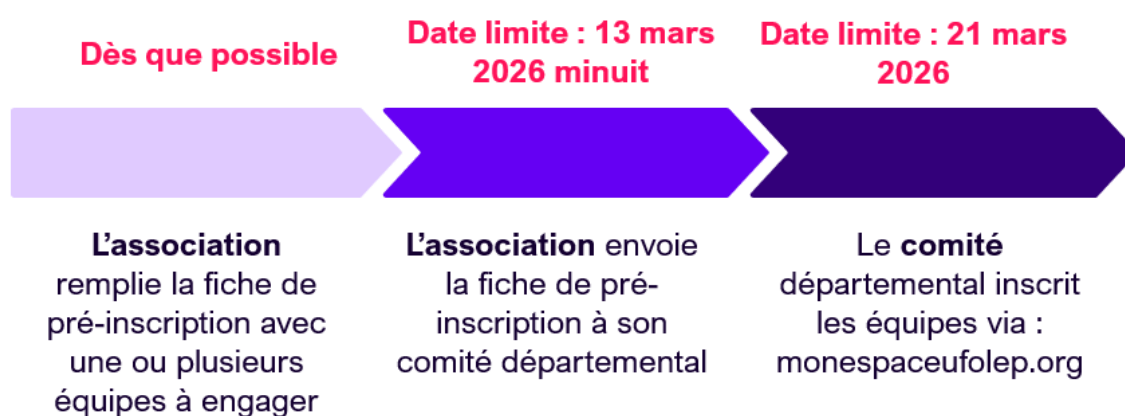 Dès que possible
Date limite : 13 mars
2026 minuit
Date limite : 21 mars
2026
L'association
remplie la fiche de
pré-inscription avec
une ou plusieurs
équipes à engager
L'association envoie
la fiche de pré-
inscription à son
comité départemental
Le comité
départemental inscrit
les équipes via :
monespaceufolep.org